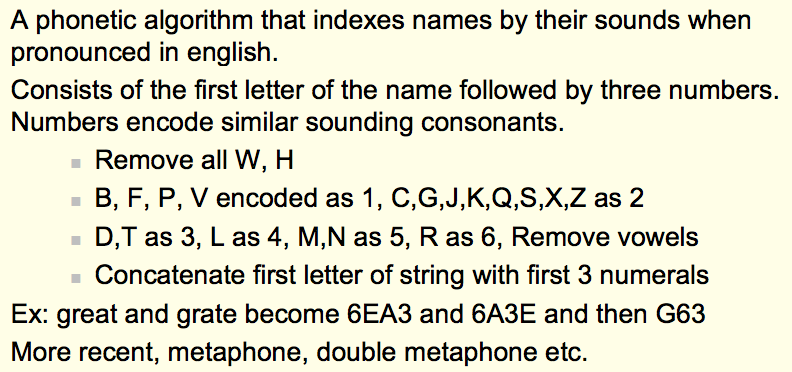 A phonetic algorithm that indexes names by their sounds when
pronounced in english.
Consists of the first letter of the name followed by three numbers.
Numbers encode similar sounding consonants.
Remove all W, H
B, F, P, V encoded as 1, C,G,J,K,Q,S,X,Z as 2
D,T as 3, L as 4, M,N as 5, R as 6, Remove vowels
Concatenate first letter of string with first 3 numerals
Ex: great and grate become 6EA3 and 6A3E and then G63
More recent, metaphone, double metaphone etc.